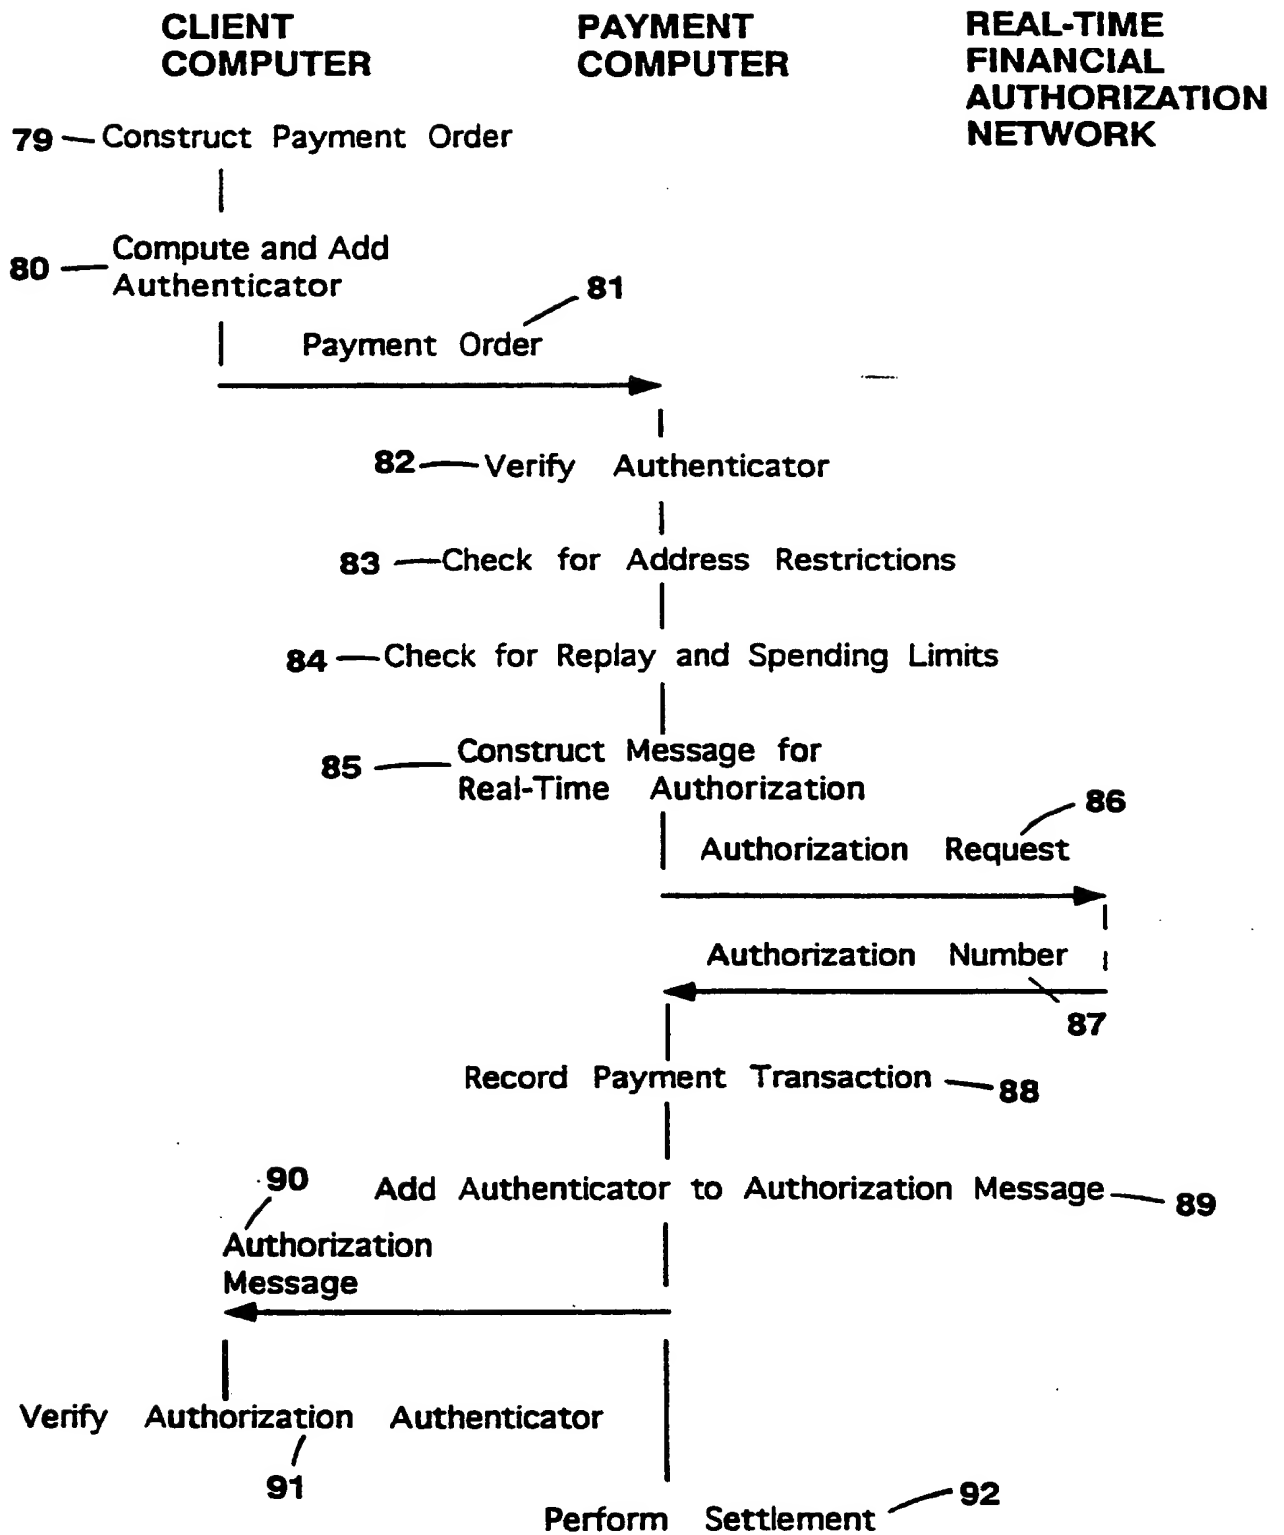 CLIENT
COMPUTER
PAYMENT
COMPUTER
REAL-TIME
FINANCIAL
AUTHORIZATION
NETWORK
79 Construct Payment Order
80 Compute and Add
Authenticator
81
Payment Order
82 Verify Authenticator
83 Check for Address Restrictions
84 Check for Replay and Spending Limits
85 Construct Message for
Real-Time Authorization
86
Authorization Request
Authorization Number
87
Record Payment Transaction 88
Add Authenticator to Authorization Message 89
90
Authorization
Message
Verify Authorization Authenticator
91
Perform Settlement 92